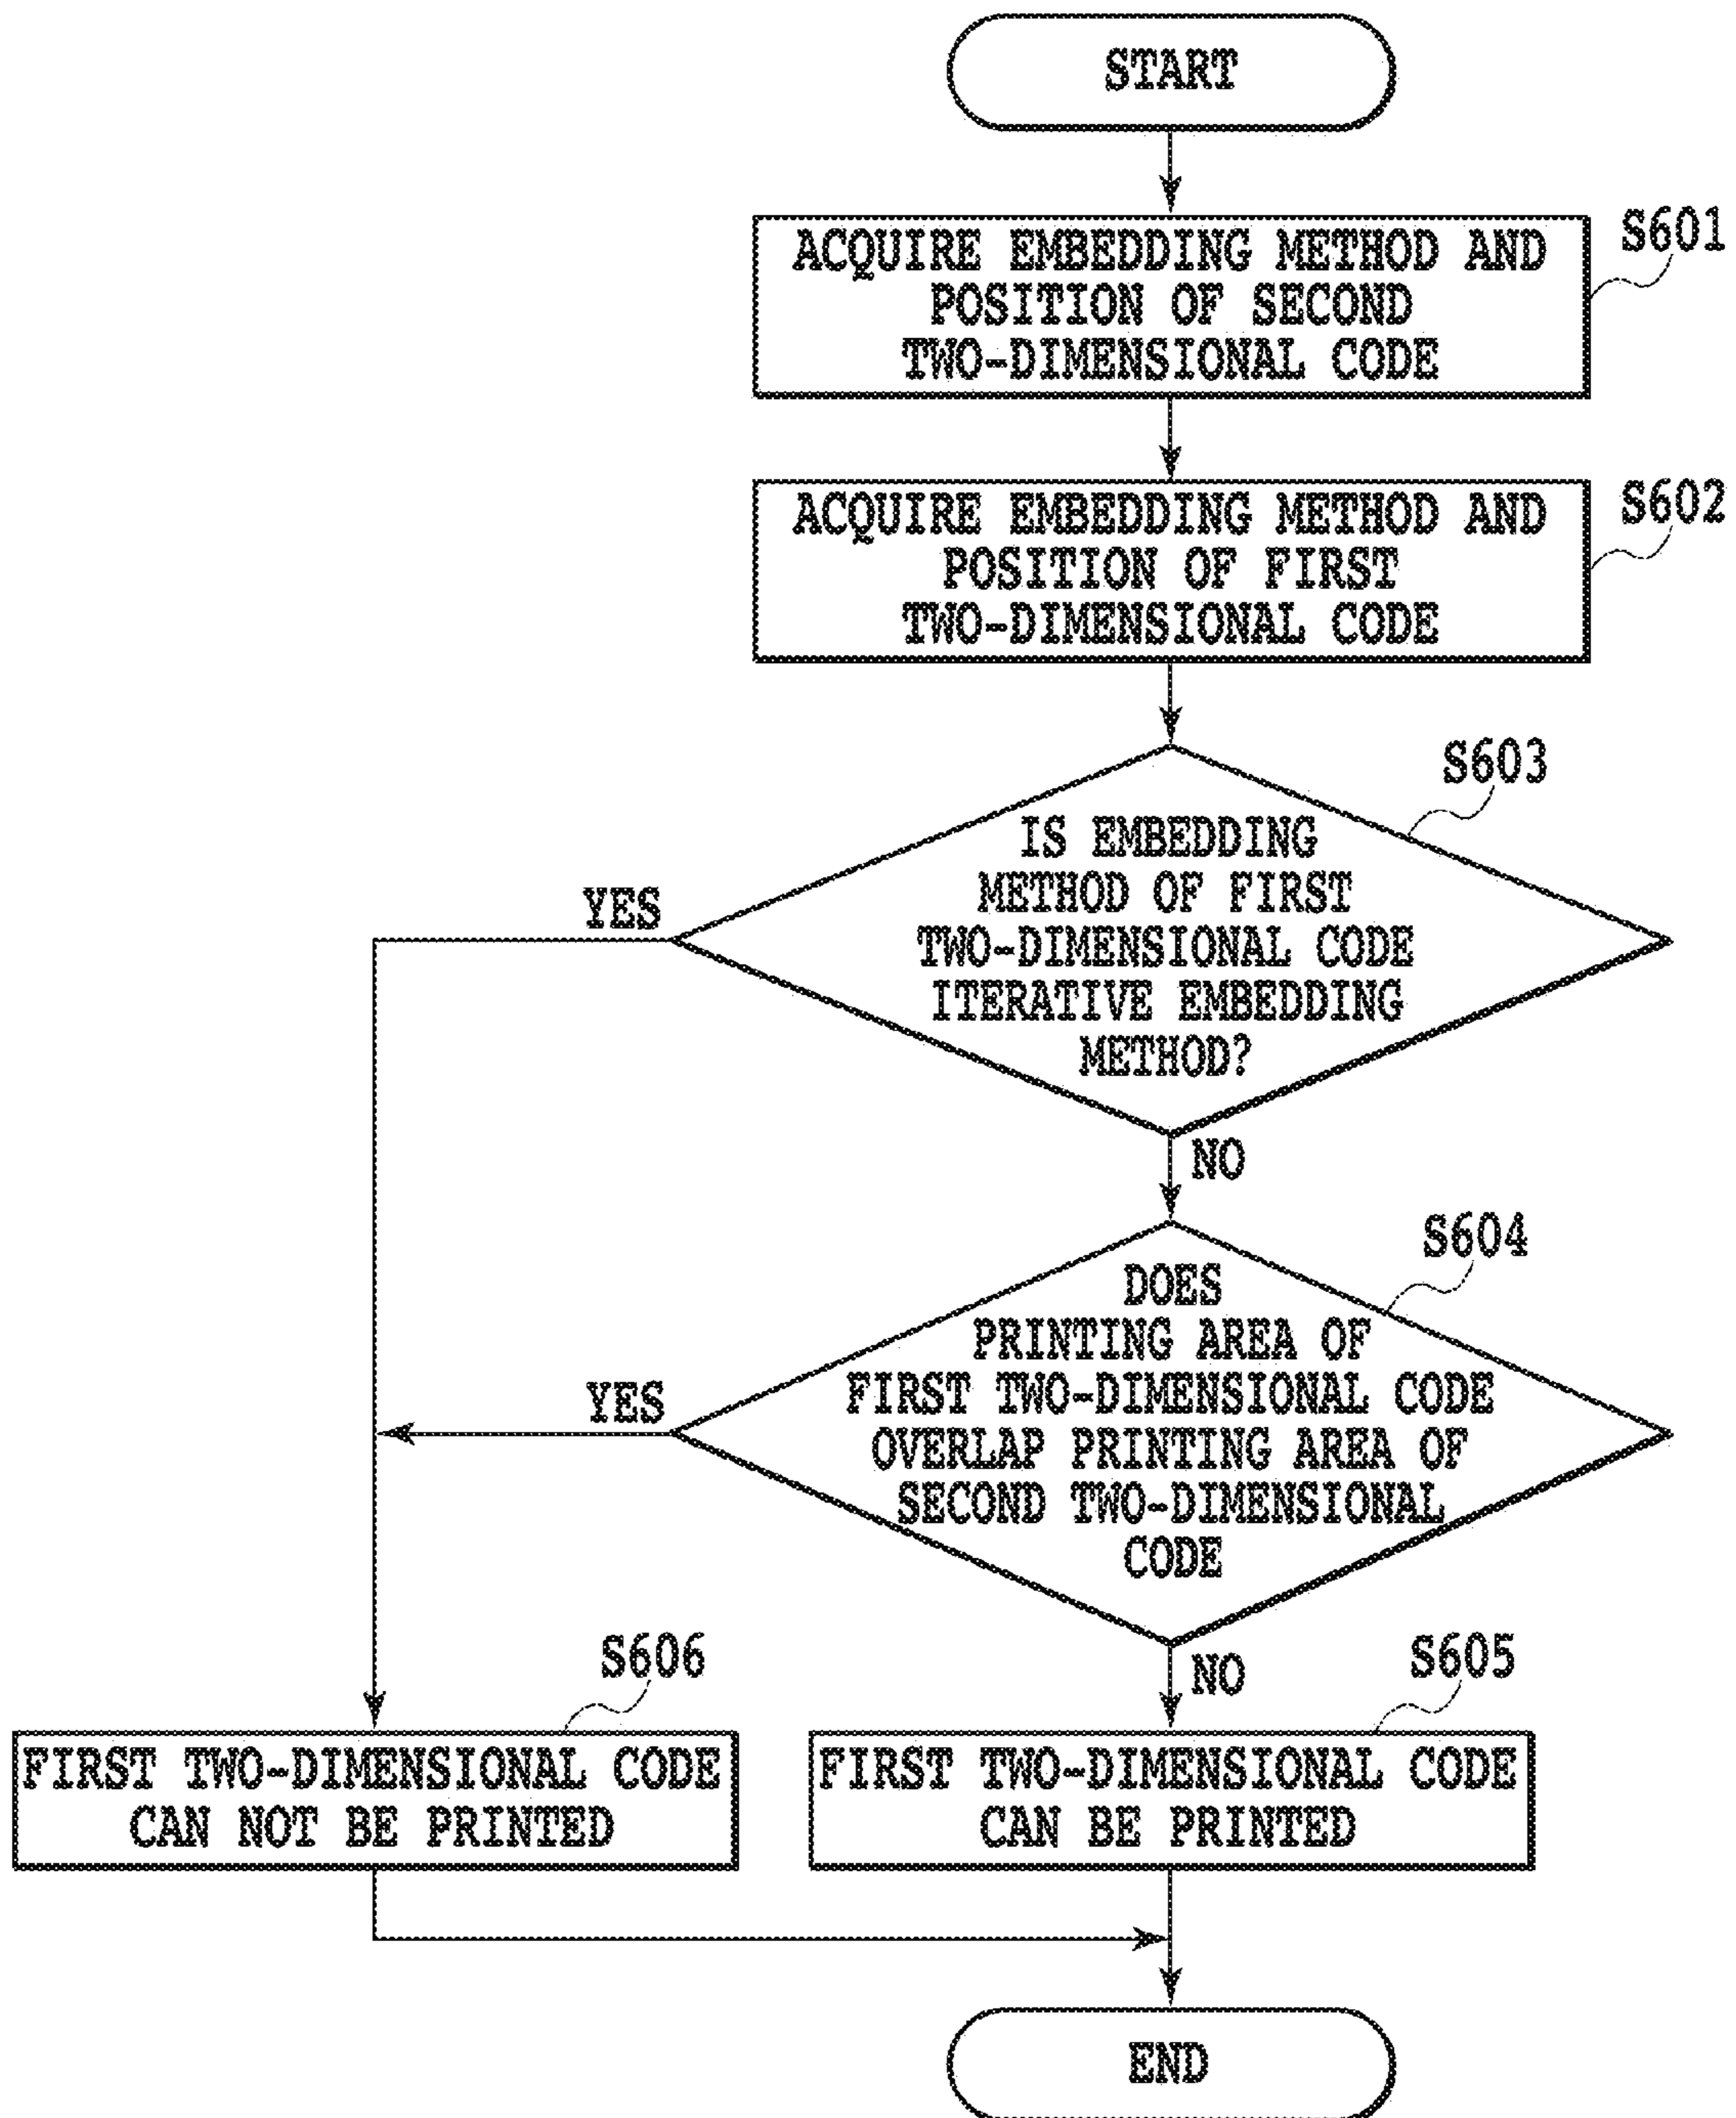 START
S601
ACQUIRE EMBEDDING METHOD AND
POSITION OF SECOND
TWO-DIMENSIONAL CODE
S602
ACQUIRE EMBEDDING METHOD AND
POSITION OF FIRST
TWO-DIMENSIONAL CODE
S603
IS EMBEDDING
METHOD OF FIRST
TWO-DIMENSIONAL CODE
ITERATIVE EMBEDDING
METHOD?
YES
NO
S604
DOES
PRINTING AREA OF
FIRST TWO-DIMENSIONAL CODE
OVERLAP PRINTING AREA OF
SECOND TWO-DIMENSIONAL
CODE
YES
NO
S606
FIRST TWO-DIMENSIONAL CODE
CAN NOT BE PRINTED
S605
FIRST TWO-DIMENSIONAL CODE
CAN BE PRINTED
END